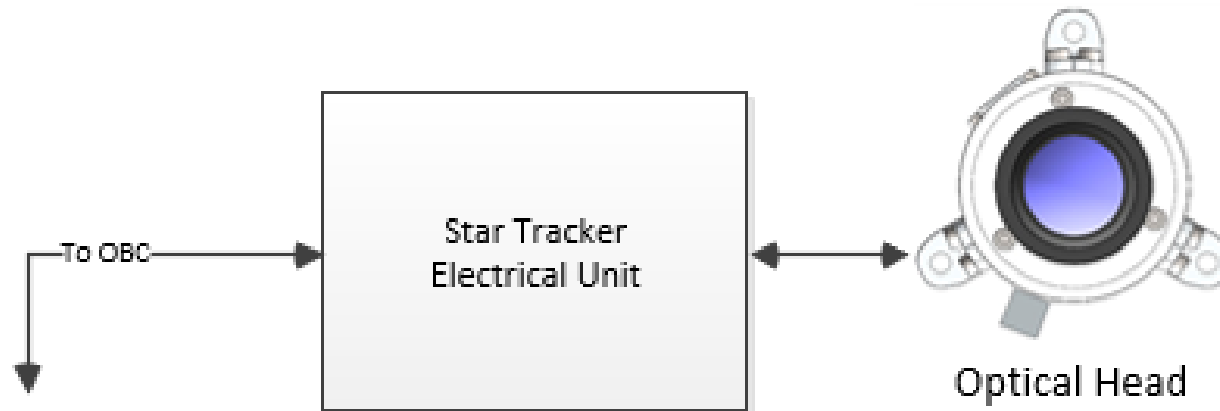 To OBC
Star Tracker
Electrical Unit
Optical Head